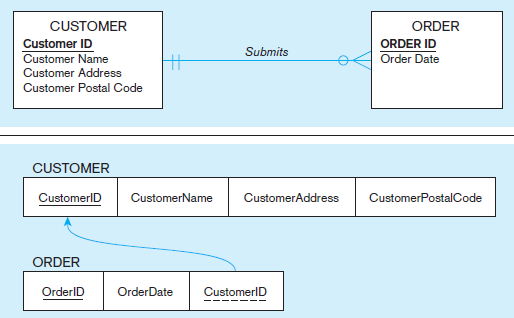 CUSTOMER
Customer ID
Customer Name
Customer Address
Customer Postal Code
Submits
ORDER
ORDER ID
Order Date
CUSTOMER
CustomerID CustomerName CustomerAddress CustomerPostalCode
ORDER
OrderID OrderDate CustomerID